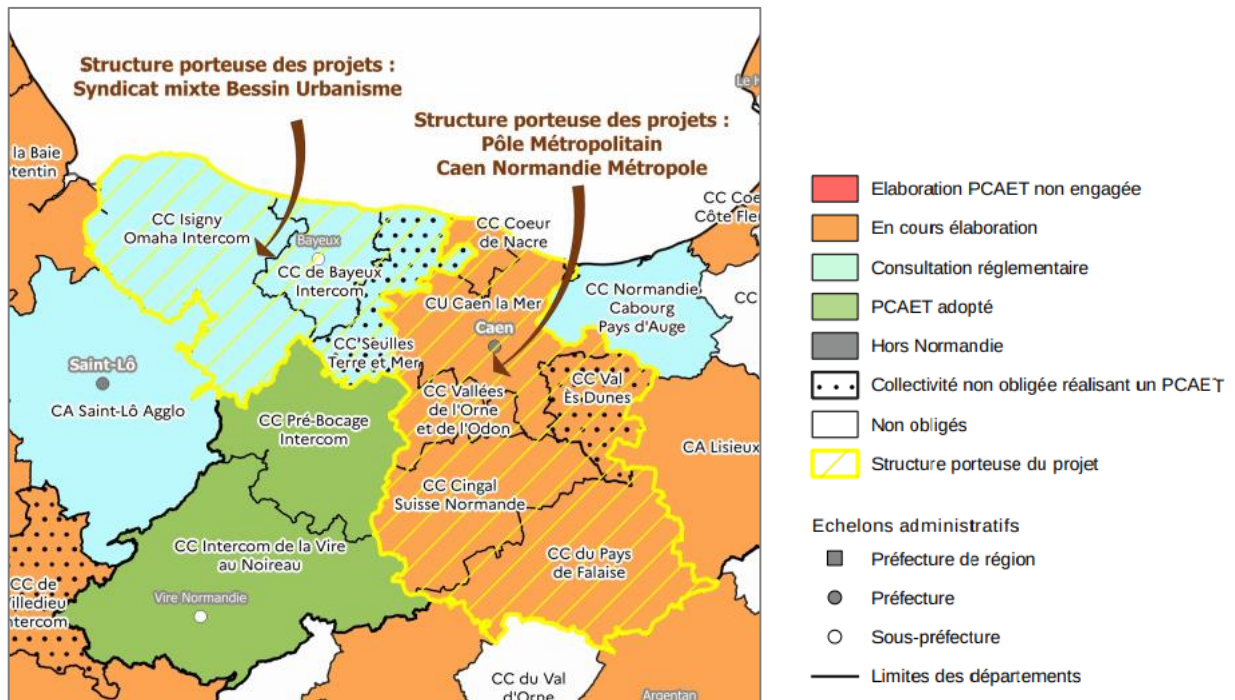 Structure porteuse des projets :
Syndicat mixte Bessin Urbanisme
Structure porteuse des projets :
Pôle Métropolitain
Caen Normandie Métropole
Le H
la Baie
otentin
CC Isigny
Omaha Intercom
Bayeux
CC de Bayeux
Intercom
CC Coeur
de Nacre
CC Coe
Côte Fleu
CU Caen la Mer
Caen
CC Normandie
Cabourg
Pays d'Auge
CC
CC Seulles
Terre et Mer
Saint-Lô
CA Saint-Lô Agglo
CC Pré-Bocage
Intercom
CC Vallées
de l'Orne
et de l'Odon
CC Val
Ès Dunes
CA Lisieux
CC Cingal
Suisse Normande
CC Intercom de la Vire
au Noireau
CC du Pays
de Falaise
CC de
illedieu
ntercom
Vire Normandie
CC du Val
d'Orne
Argentan
Elaboration PCAET non engagée
En cours élaboration
Consultation réglementaire
PCAET adopté
Hors Normandie
Collectivité non obligée réalisant un PCAET
Non obligés
Structure porteuse du projet
Echelons administratifs
Préfecture de région
Préfecture
Sous-préfecture
Limites des départements